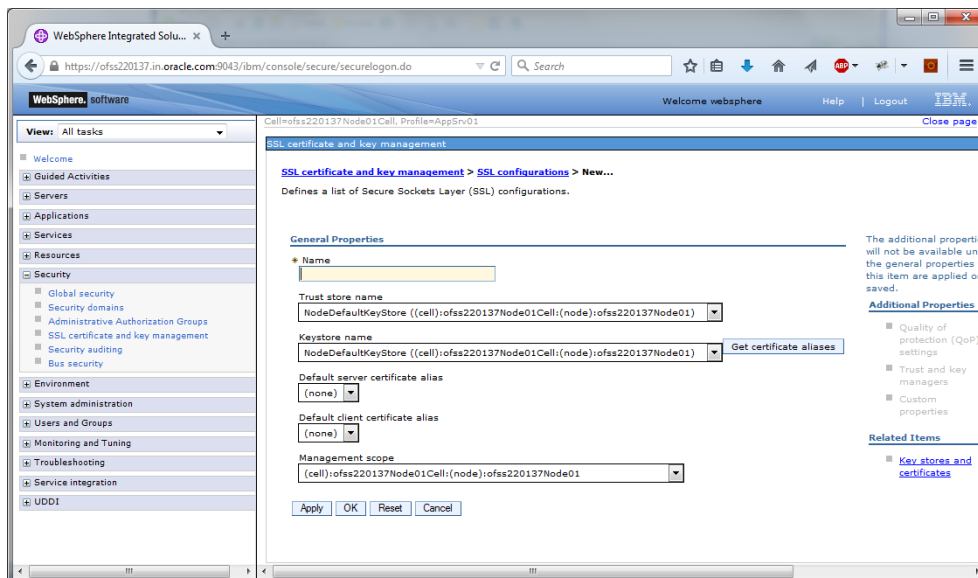 WebSphere Integrated Solu... ×
+
https://ofss220137.in.oracle.com:9043/ibm/console/secure/securelogon.do
Search
ABP
WebSphere. software
Welcome websphere
Help | Logout
IBM.
View: All tasks
Cell=ofss220137Node01Cell, Profile=AppSrv01
Close page
Welcome
Guided Activities
Servers
Applications
Services
Resources
Security
Global security
Security domains
Administrative Authorization Groups
SSL certificate and key management
Security auditing
Bus security
Environment
System administration
Users and Groups
Monitoring and Tuning
Troubleshooting
Service integration
UDDI
SSL certificate and key management
SSL certificate and key management > SSL configurations > New...
Defines a list of Secure Sockets Layer (SSL) configurations.
General Properties
* Name
Trust store name
NodeDefaultKeyStore ((cell):ofss220137Node01Cell:(node):ofss220137Node01)
Keystore name
NodeDefaultKeyStore ((cell):ofss220137Node01Cell:(node):ofss220137Node01)
Get certificate aliases
Default server certificate alias
(none)
Default client certificate alias
(none)
Management scope
(cell):ofss220137Node01Cell:(node):ofss220137Node01
Apply OK Reset Cancel
The additional properti
will not be available un
the general properties
this item are applied o
saved.
Additional Properties
Quality of
protection (QoP)
settings
Trust and key
managers
Custom
properties
Related Items
Key stores and
certificates